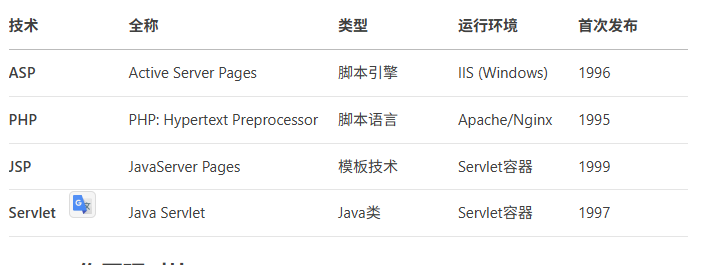 技术 全称 类型 运行环境 首次发布
ASP Active Server Pages 脚本引擎 IIS (Windows) 1996
PHP PHP: Hypertext Preprocessor 脚本语言 Apache/Nginx 1995
JSP JavaServer Pages 模板技术 Servlet容器 1999
Servlet Java Servlet Java类 Servlet容器 1997